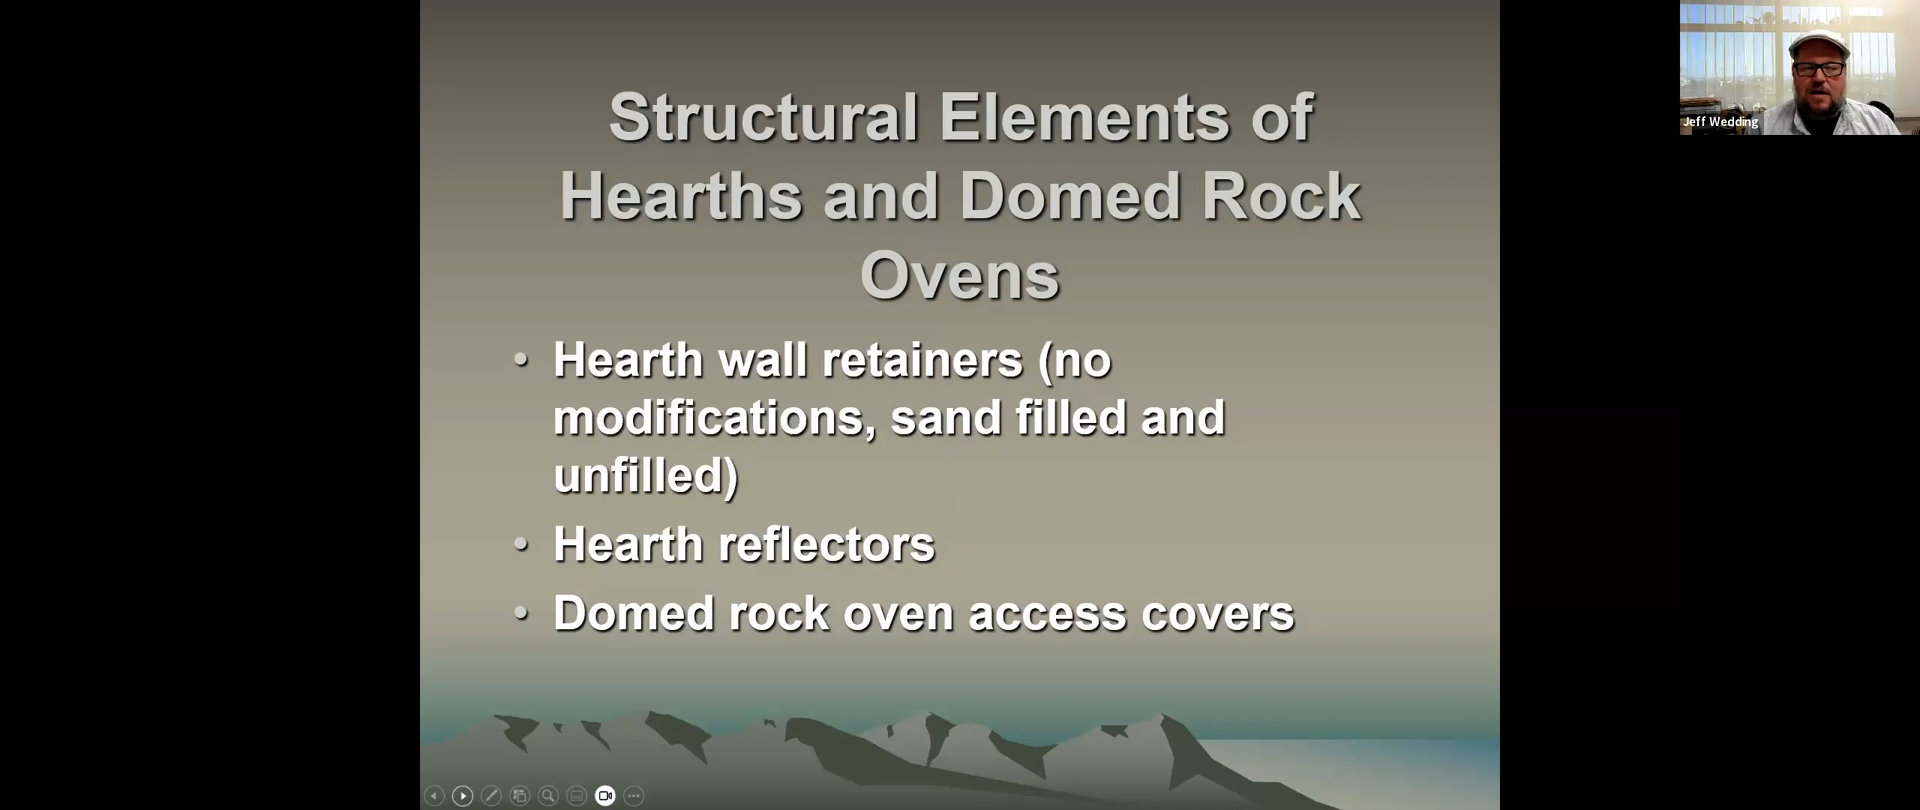 Structural Elements of
Hearths and Domed Rock
Ovens
• Hearth wall retainers (no
modifications, sand filled and
unfilled)
• Hearth reflectors
• Domed rock oven access covers
Jeff Wedding